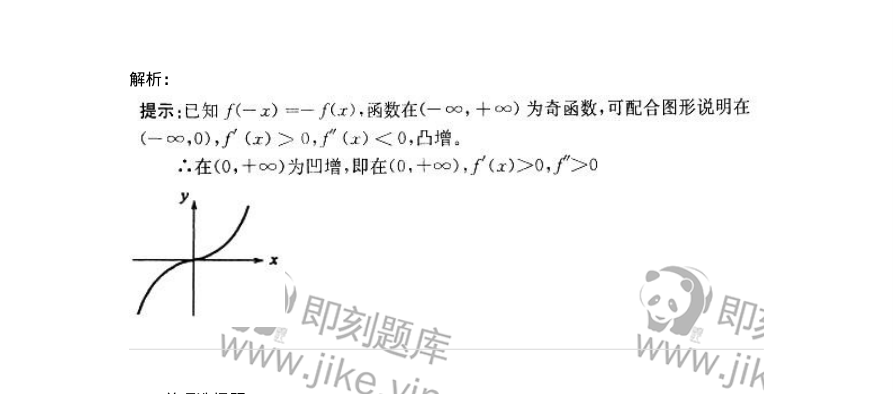 解析：
提示:已知 f(-x) =- f(x),函数在(-∞,+∞) 为奇函数,可配合图形说明在
(-∞,0),f′(x)>0,f″(x)<0,凸增。
∴在(0,+∞)为凹增,即在(0,+∞),f′(x)>0,f″>0
y
x
即刻题库
www.jike.vip
即
www.j